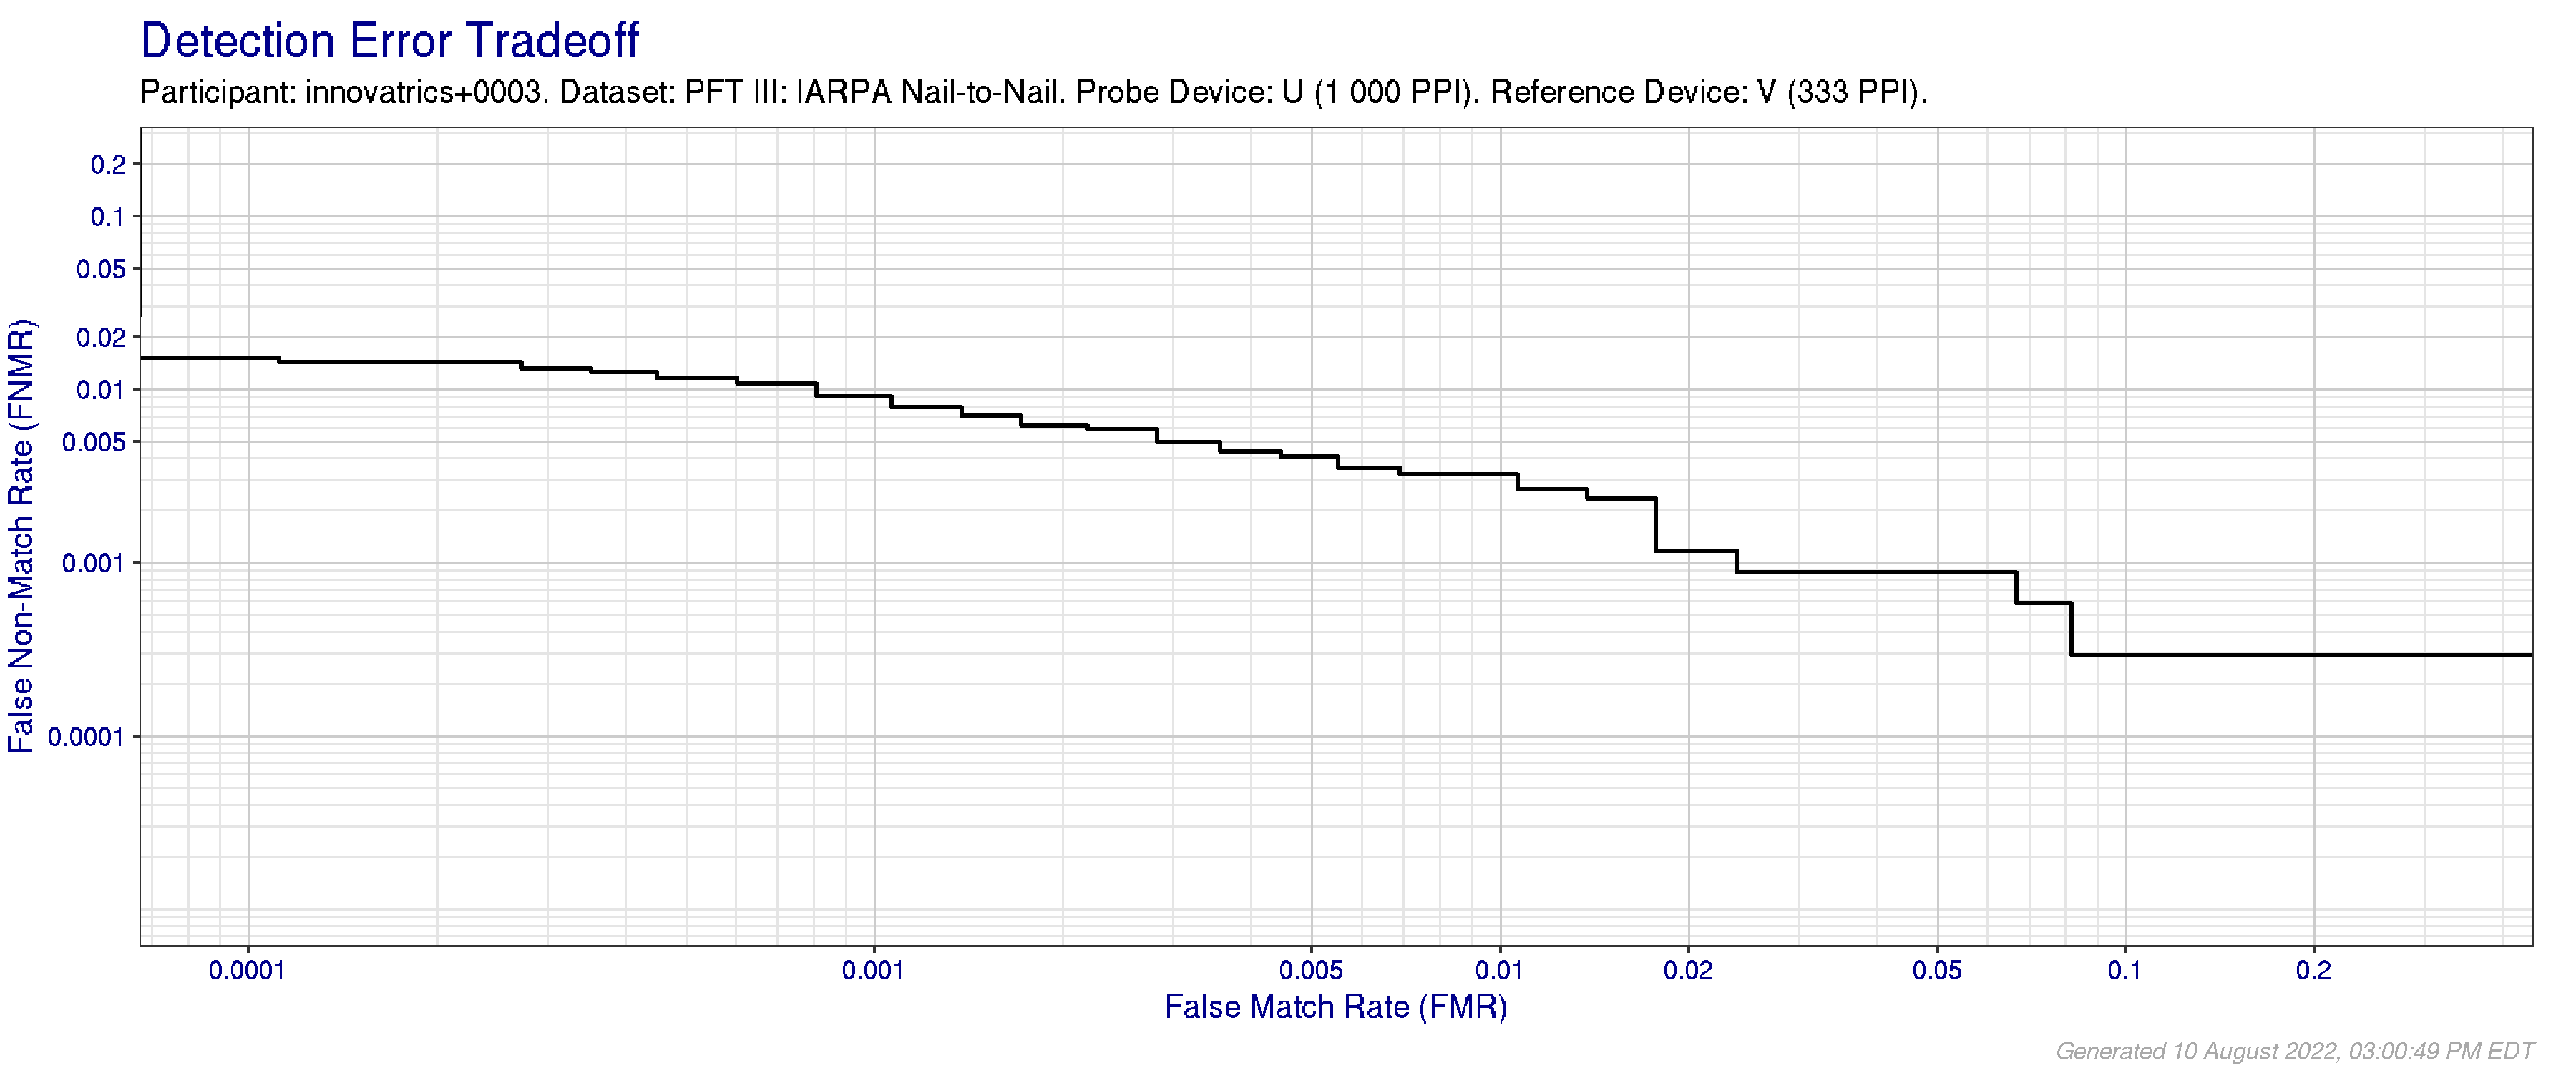 Detection Error Tradeoff
Participant: innovatrics+0003. Dataset: PFT III: IARPA Nail-to-Nail. Probe Device: U (1 000 PPI). Reference Device: V (333 PPI).
False Non-Match Rate (FNMR)
0.2
0.1
0.05
0.02
0.01
0.005
0.001
0.0001
0.0001 0.001 0.005 0.01 0.02 0.05 0.1 0.2
False Match Rate (FMR)
Generated 10 August 2022, 03:00:49 PM EDT